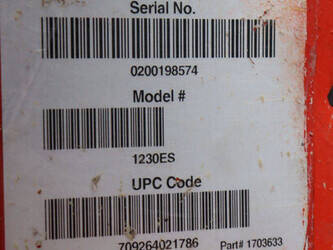 Serial No.
0200198574
Model #
1230ES
UPC Code
709264021786 Part# 1703633